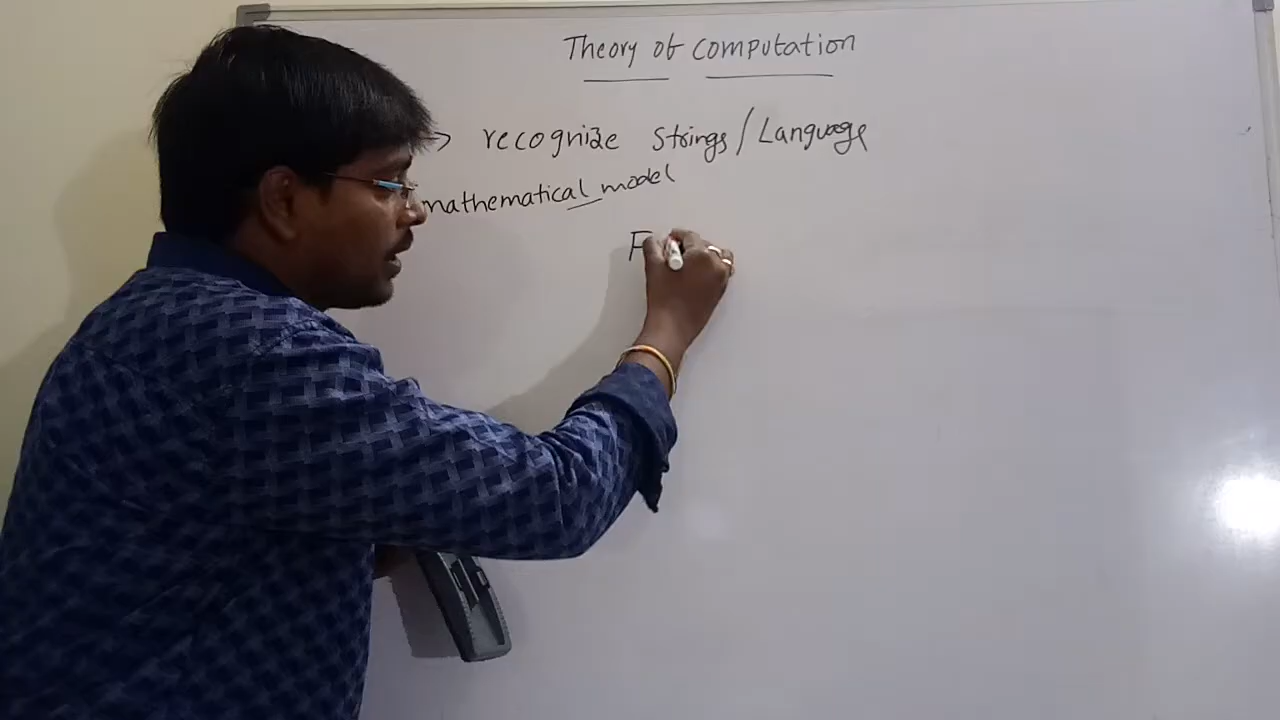 Theory of Computation
→ recognize Strings/Language
mathematical model
F